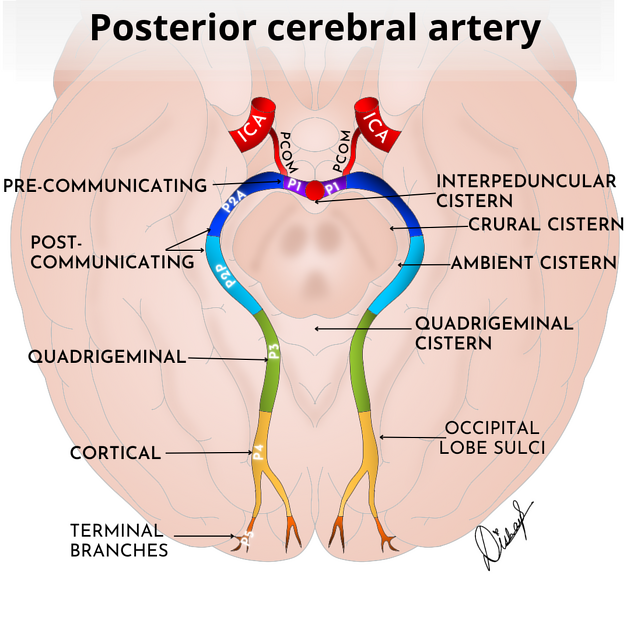 Posterior cerebral artery
ICA
ICA
PCOM
PCOM
PRE-COMMUNICATING
P1
P1
INTERPEDUNCULAR
CISTERN
P2A
CRURAL CISTERN
POST-
COMMUNICATING
AMBIENT CISTERN
P2P
QUADRIGEMINAL
CISTERN
QUADRIGEMINAL
P3
OCCIPITAL
LOBE SULCI
CORTICAL
P4
TERMINAL
BRANCHES
P5